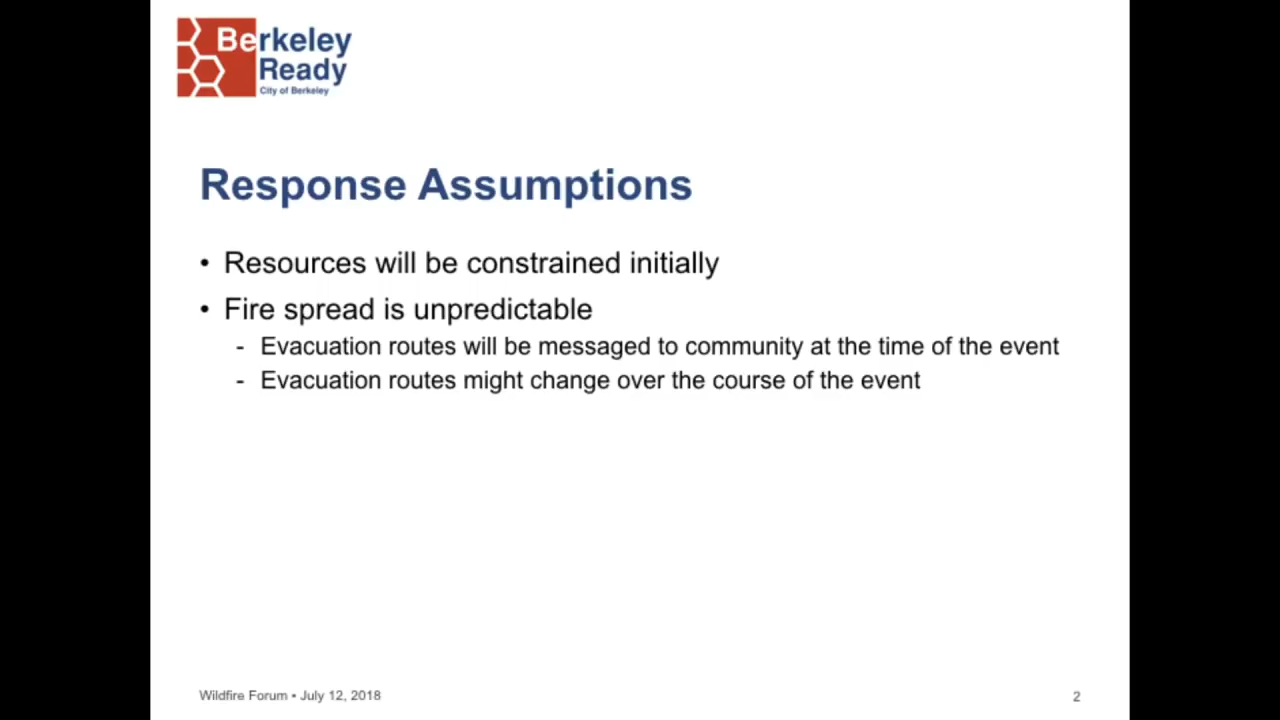 Berkeley
Ready
City of Berkeley
Response Assumptions
• Resources will be constrained initially
• Fire spread is unpredictable
- Evacuation routes will be messaged to community at the time of the event
- Evacuation routes might change over the course of the event
Wildfire Forum • July 12, 2018
2